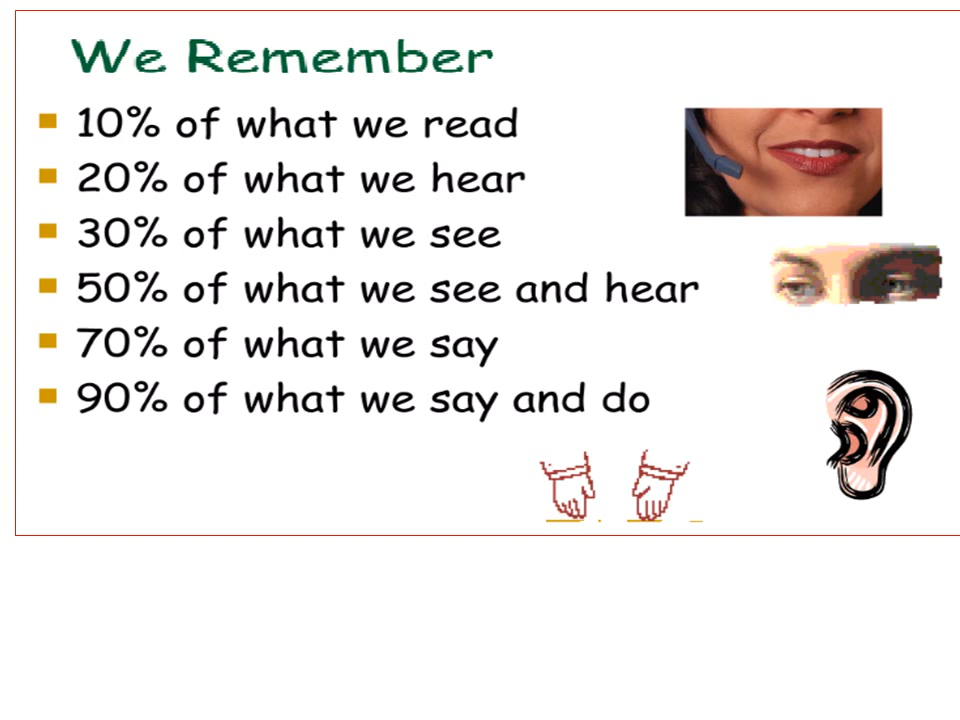 We Remember
10% of what we read
20% of what we hear
30% of what we see
50% of what we see and hear
70% of what we say
90% of what we say and do